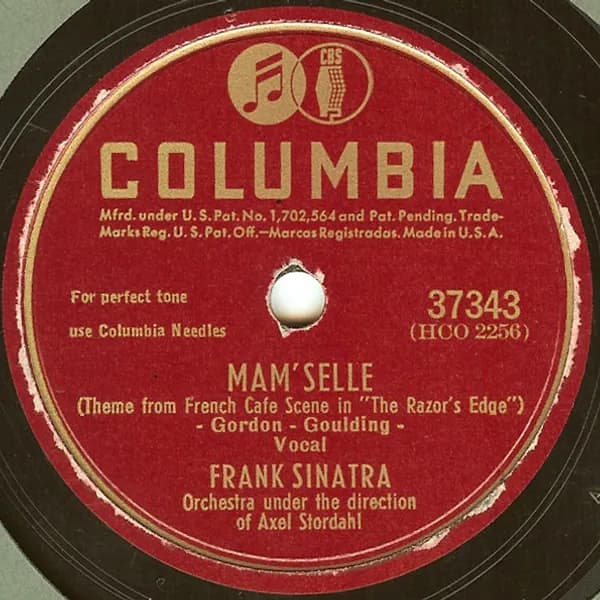 CBS
COLUMBIA
Mfrd. under U.S. Pat. No. 1,702,564 and Pat. Pending. Trade-
Marks Reg. U.S. Pat. Off.—Marcas Registradas. Made in U.S.A.
For perfect tone
use Columbia Needles
37343
(HCO 2256)
MAM'SELLE
(Theme from French Cafe Scene in "The Razor's Edge")
- Gordon - Goulding -
Vocal
FRANK SINATRA
Orchestra under the direction
of Axel Stordahl